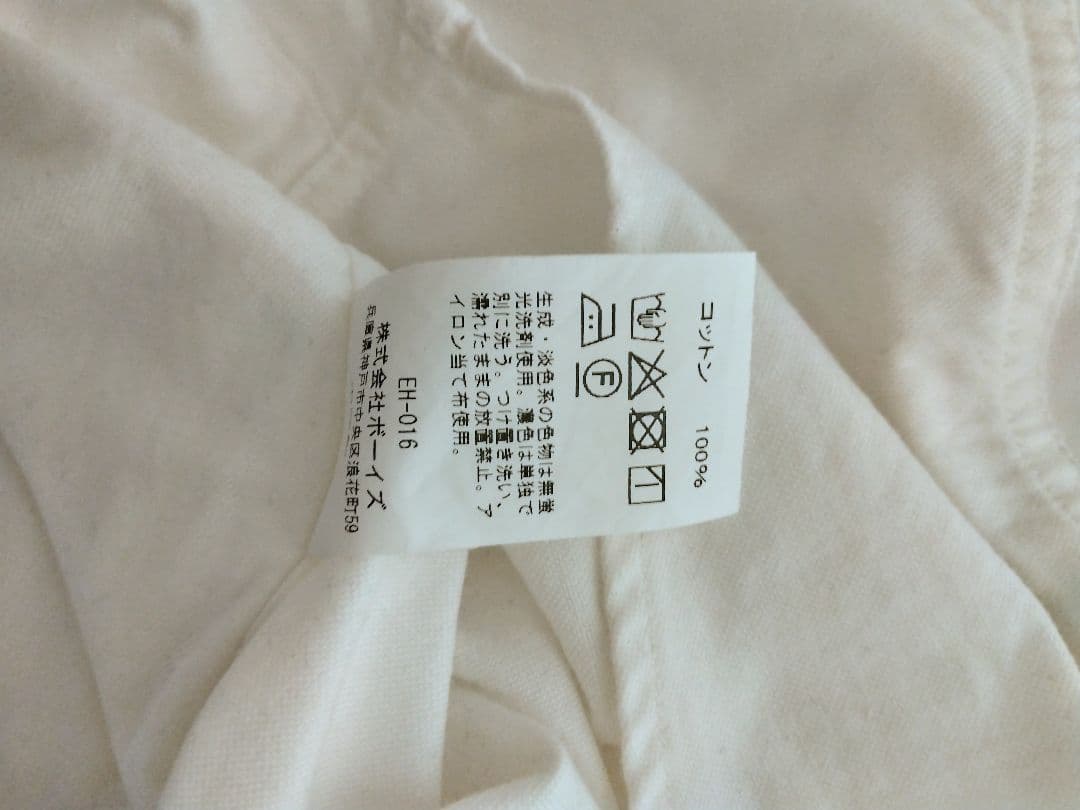 コットン 100%
F
生成・淡色系の色物は無蛍
光洗剤使用。濃色は単独で
別に洗う。つけ置き洗い、
濡れたままの放置禁止。ア
イロン当て布使用。
EH-016
株式会社ボーイズ
兵庫県神戸市中央区浪花町59